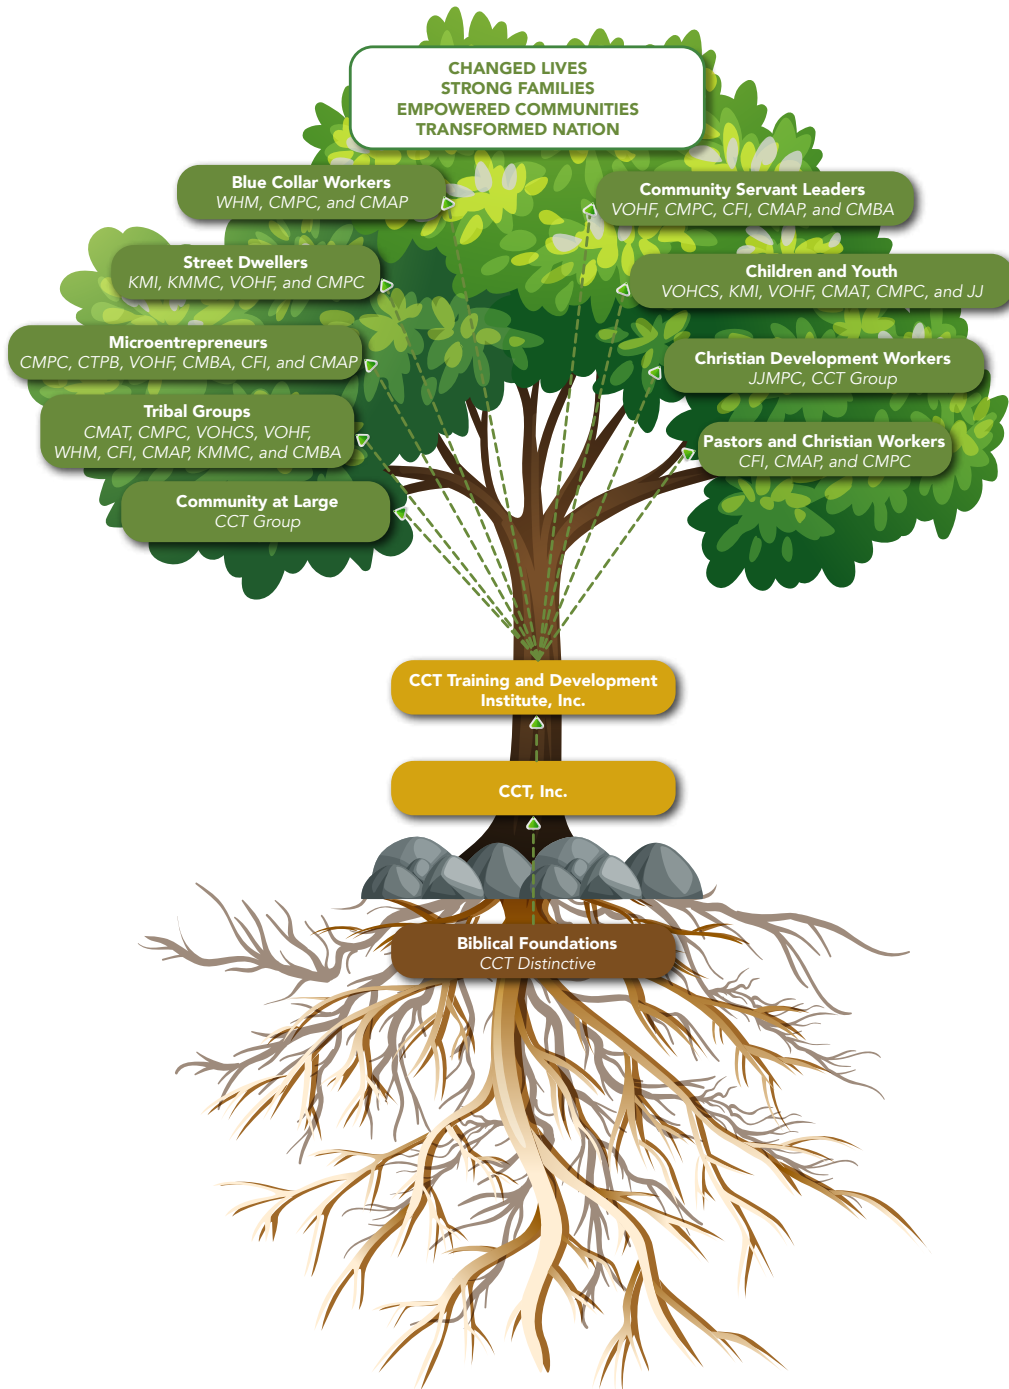 CHANGED LIVES
STRONG FAMILIES
EMPOWERED COMMUNITIES
TRANSFORMED NATION
Blue Collar Workers
WHM, CMPC, and CMAP
Community Servant Leaders
VOHF, CMPC, CFI, CMAP, and CMBA
Street Dwellers
KMI, KMMC, VOHF, and CMPC
Children and Youth
VOHCS, KMI, VOHF, CMAT, CMPC, and JJ
Microentrepreneurs
CMPC, CTPB, VOHF, CMBA, CFI, and CMAP
Christian Development Workers
JJMPC, CCT Group
Tribal Groups
CMAT, CMPC, VOHCS, VOHF,
WHM, CFI, CMAP, KMMC, and CMBA
Pastors and Christian Workers
CFI, CMAP, and CMPC
Community at Large
CCT Group
CCT Training and Development
Institute, Inc.
CCT, Inc.
Biblical Foundations
CCT Distinctive